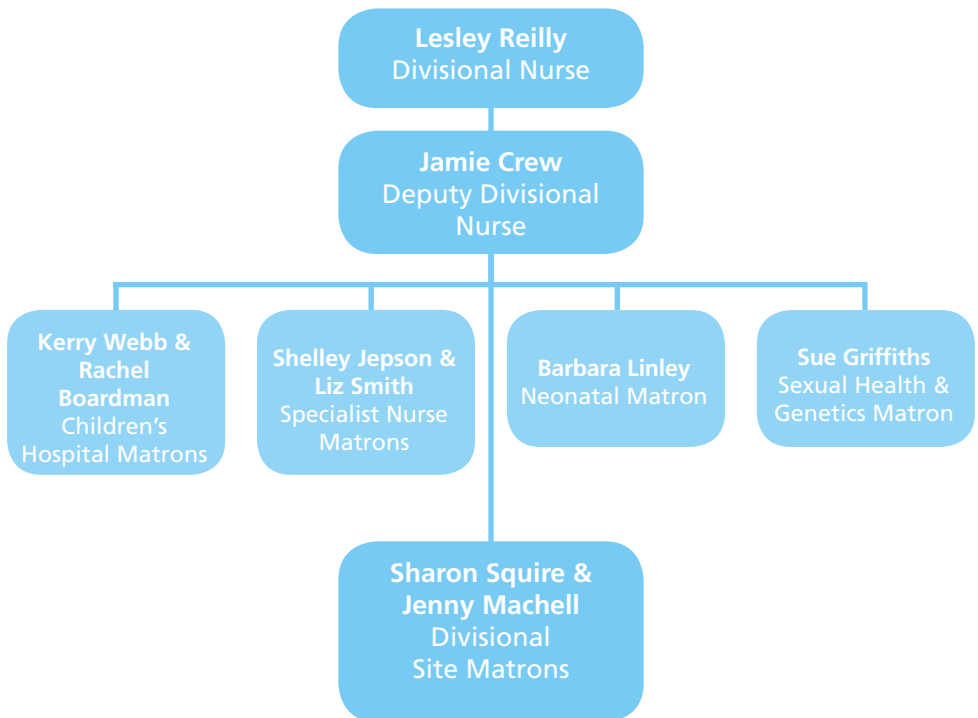 Lesley Reilly
Divisional Nurse
Jamie Crew
Deputy Divisional
Nurse
Kerry Webb &
Rachel
Boardman
Children’s
Hospital Matrons
Shelley Jepson &
Liz Smith
Specialist Nurse
Matrons
Barbara Linley
Neonatal Matron
Sue Griffiths
Sexual Health &
Genetics Matron
Sharon Squire &
Jenny Machell
Divisional
Site Matrons